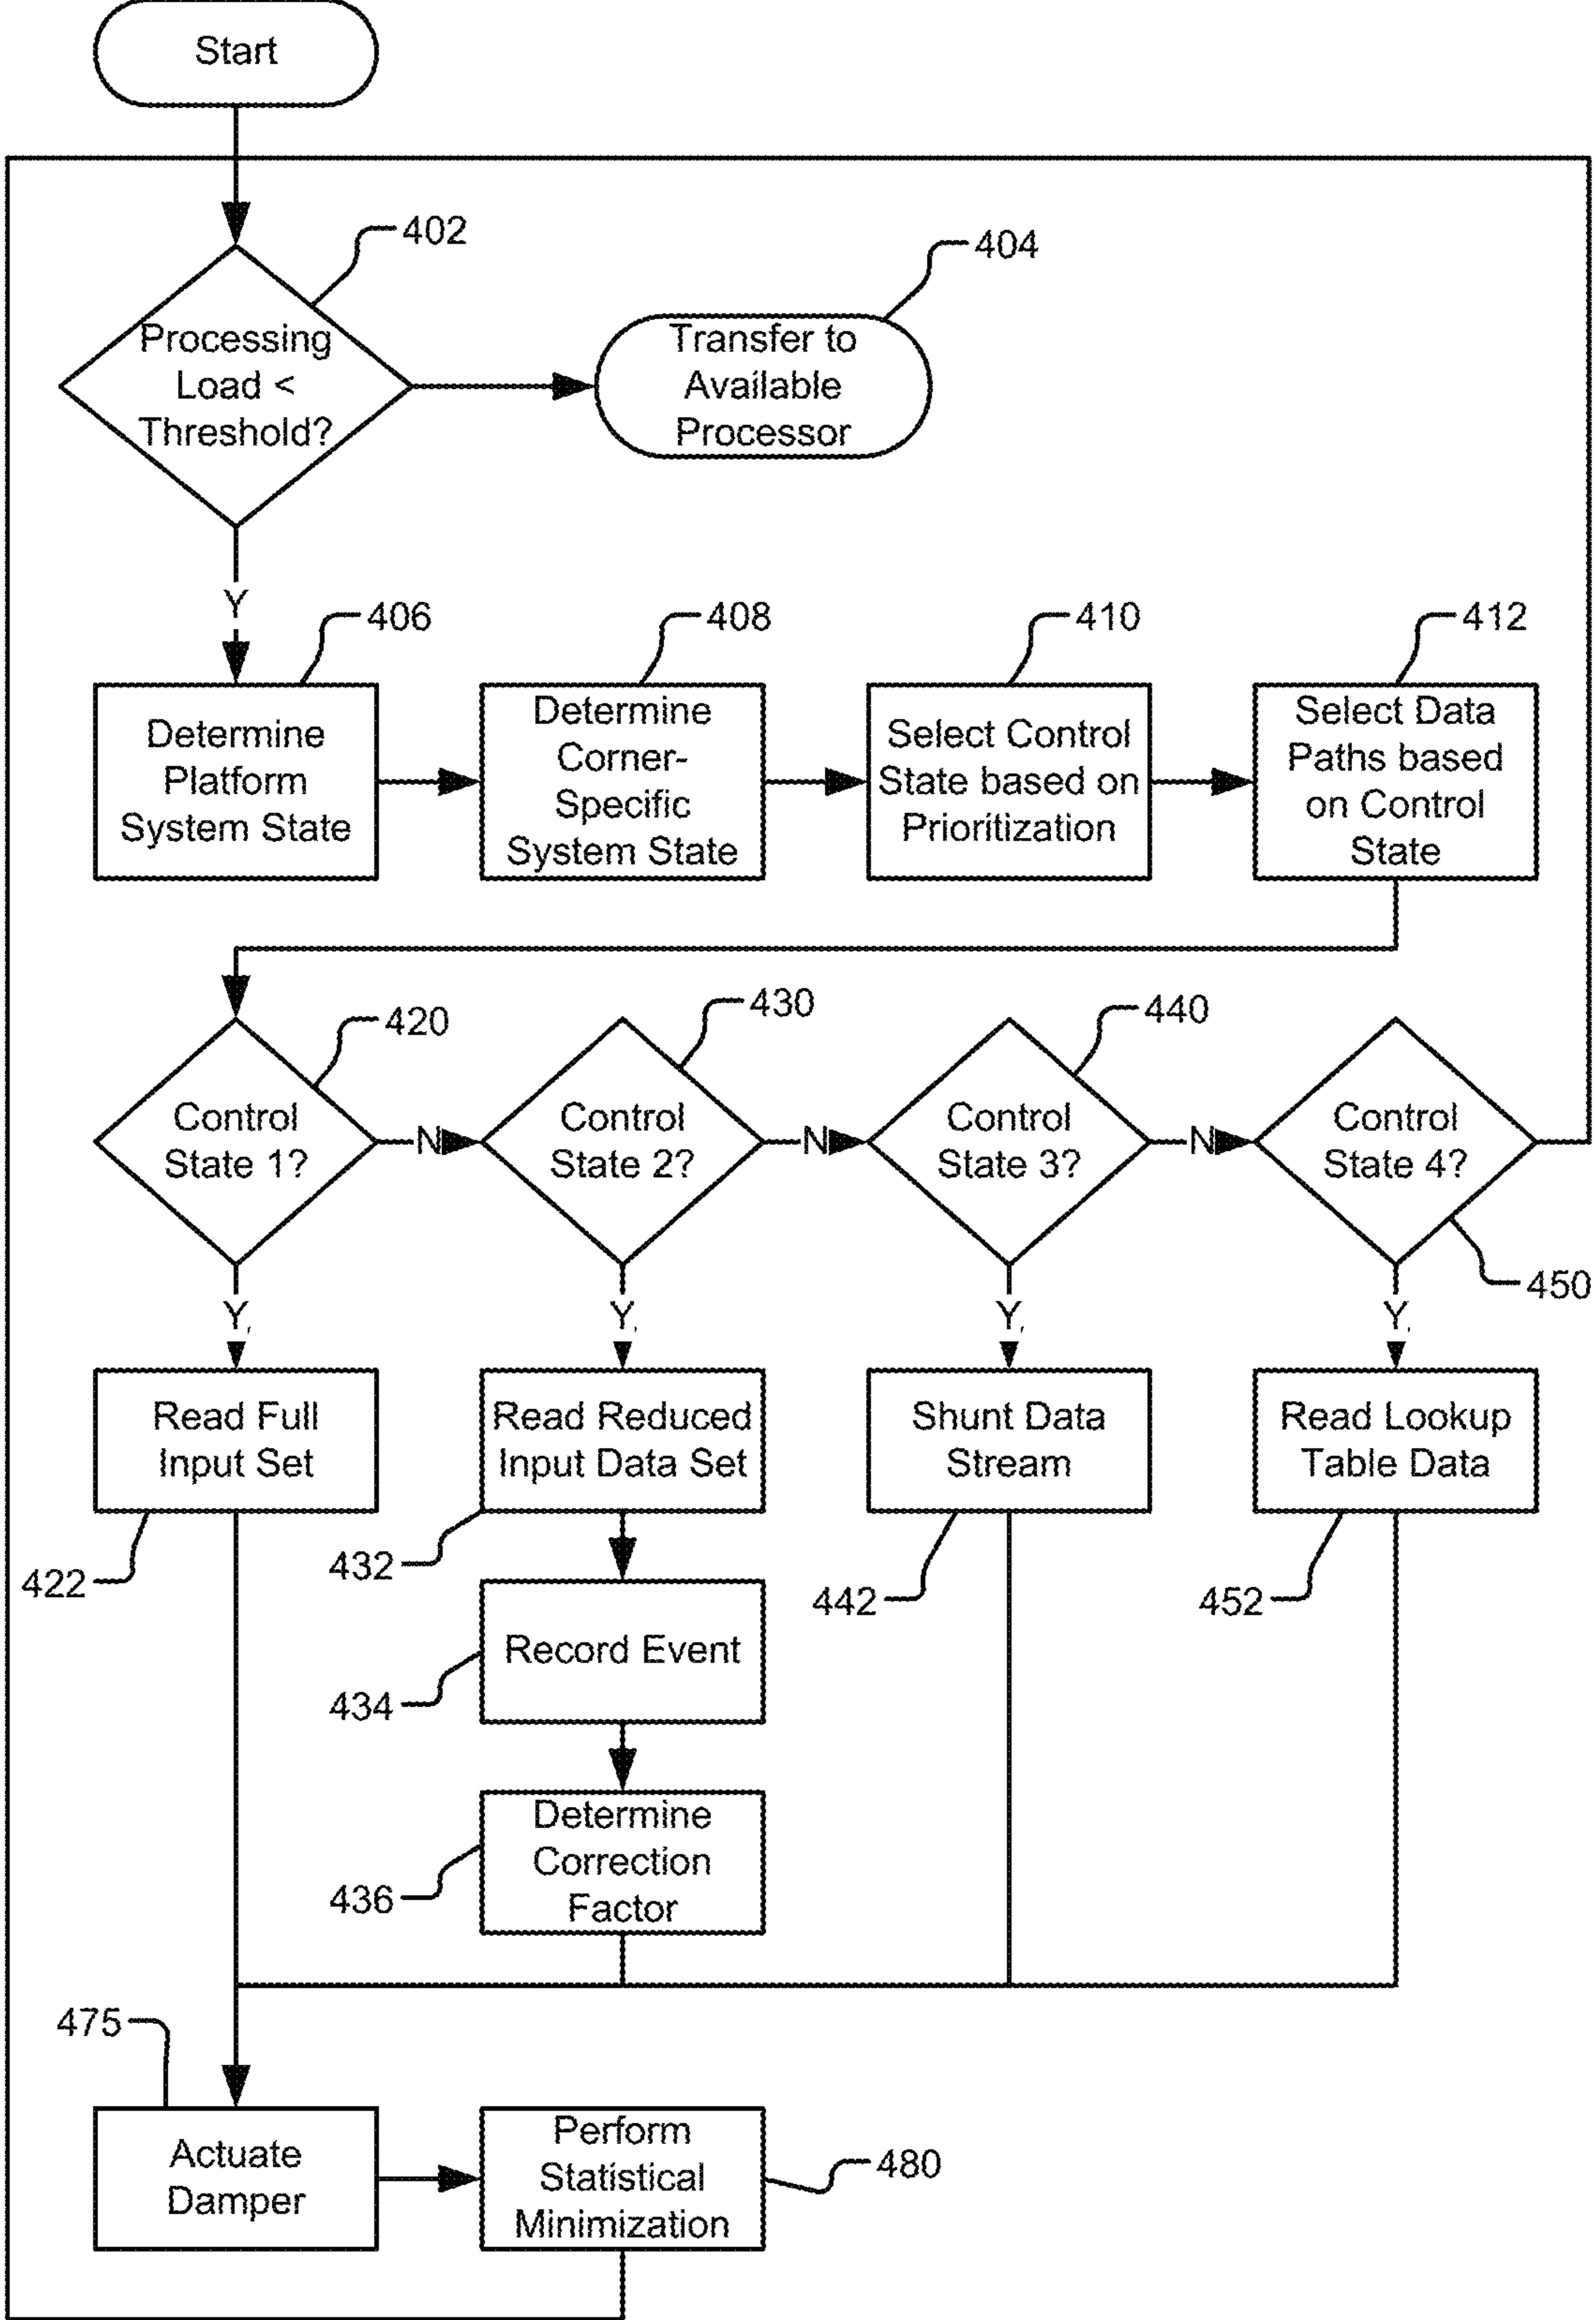 Start
402
404
Processing
Load <
Threshold?
Transfer to
Available
Processor
Y
406
408
410
412
Determine
Platform
System State
Determine
Corner-
Specific
System State
Select Control
State based on
Prioritization
Select Data
Paths based
on Control
State
420
430
440
Control
State 1?
N
Control
State 2?
N
Control
State 3?
N
Control
State 4?
450
Y,
Y,
Y,
Y,
Read Full
Input Set
Read Reduced
Input Data Set
Shunt Data
Stream
Read Lookup
Table Data
422
432
442
452
Record Event
434
Determine
Correction
Factor
436
475
Actuate
Damper
Perform
Statistical
Minimization
480